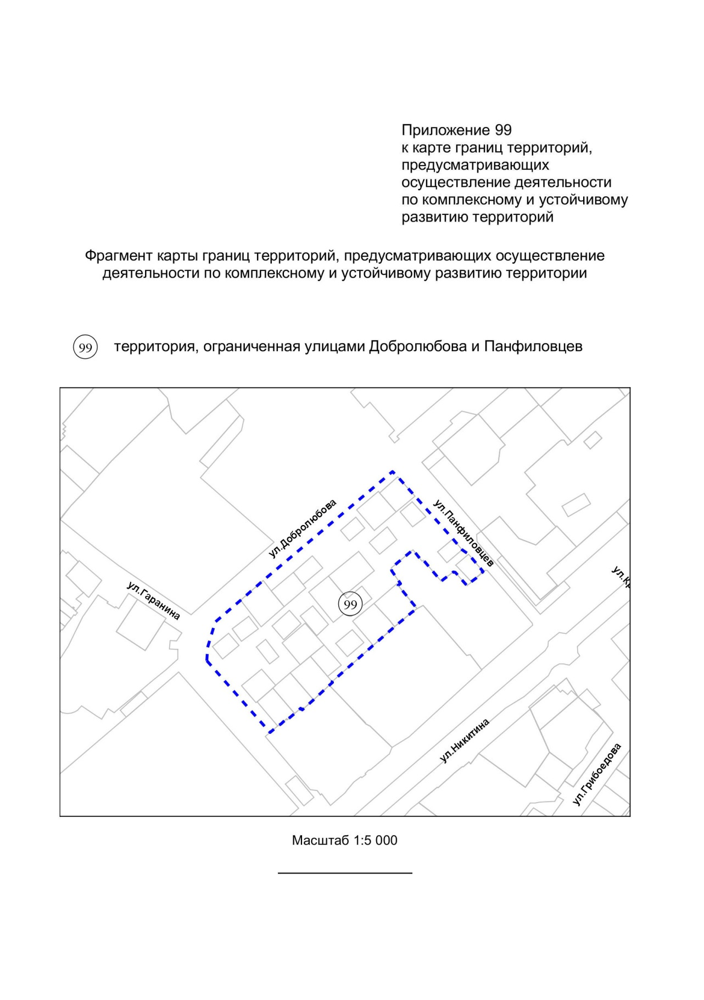 Приложение 99
к карте границ территорий,
предусматривающих
осуществление деятельности
по комплексному и устойчивому
развитию территорий
Фрагмент карты границ территорий, предусматривающих осуществление
деятельности по комплексному и устойчивому развитию территории
99 территория, ограниченная улицами Добролюбова и Панфиловцев
ул.Добролюбова
ул.Панфиловцев
ул.Гаранина
99
ул.Никитина
ул.Грибоедова
Масштаб 1:5 000